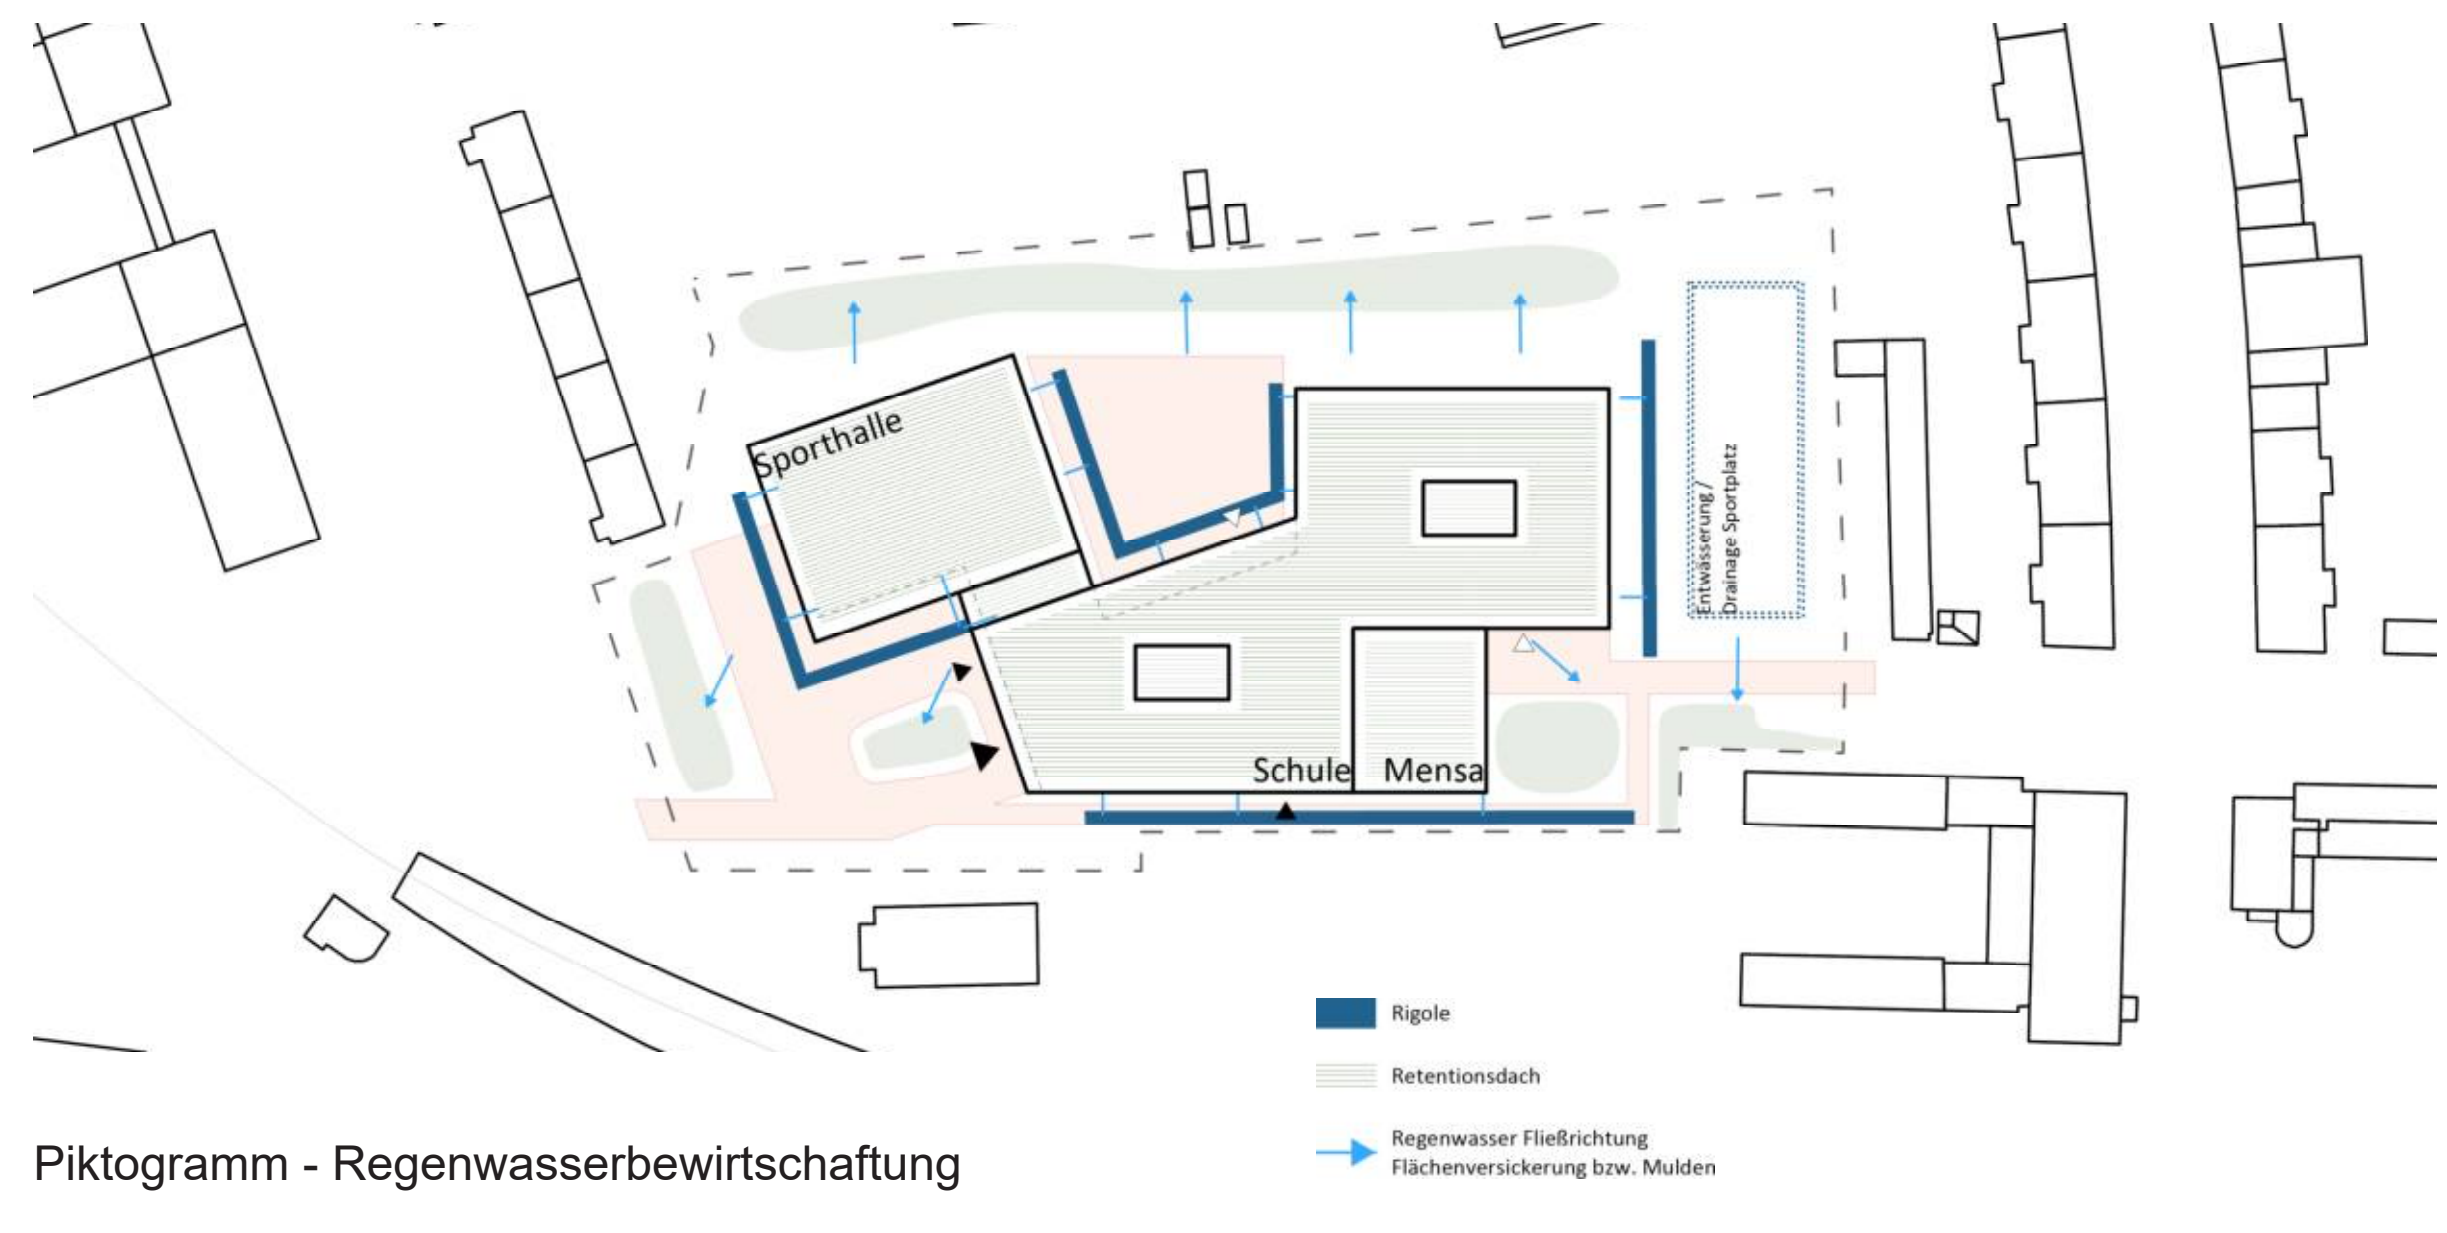 Sporthalle
Entwässerung/
Drainage Sportplatz
Schule
Mensa
Rigole
Retentionsdach
Regenwasser Fließrichtung
Flächenversickerung bzw. Mulden
Piktogramm - Regenwasserbewirtschaftung